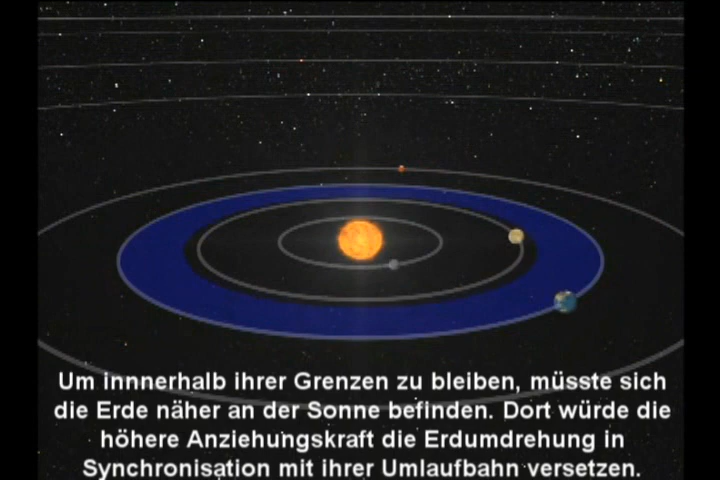 Um innnerhalb ihrer Grenzen zu bleiben, müsste sich
die Erde näher an der Sonne befinden. Dort würde die
höhere Anziehungskraft die Erdumdrehung in
Synchronisation mit ihrer Umlaufbahn versetzen.